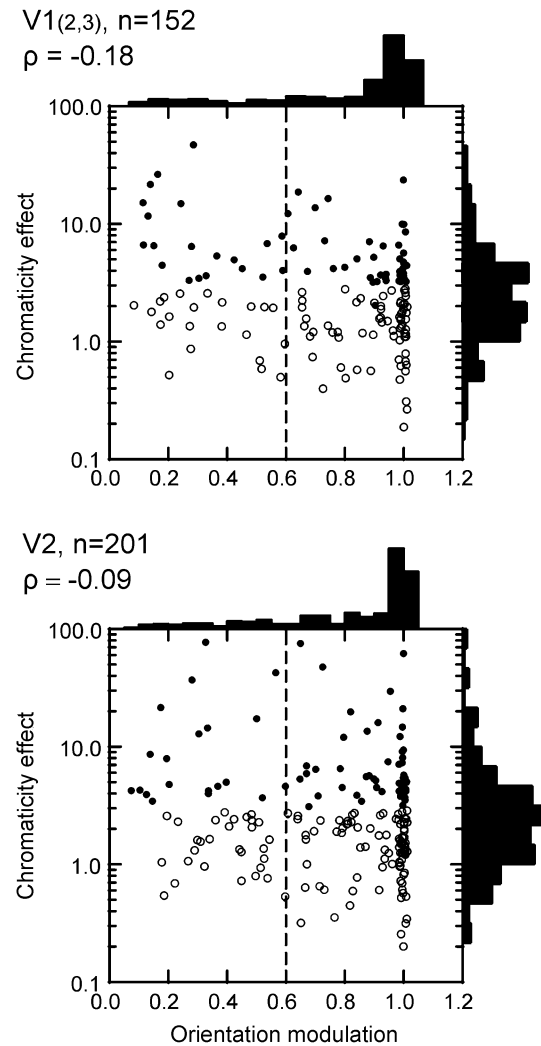 V1(2,3), n=152
ρ = -0.18
100.0
10.0
1.0
0.1
Chromaticity effect
0.0 0.2 0.4 0.6 0.8 1.0 1.2
V2, n=201
ρ = -0.09
100.0
10.0
1.0
0.1
Chromaticity effect
0.0 0.2 0.4 0.6 0.8 1.0 1.2
Orientation modulation